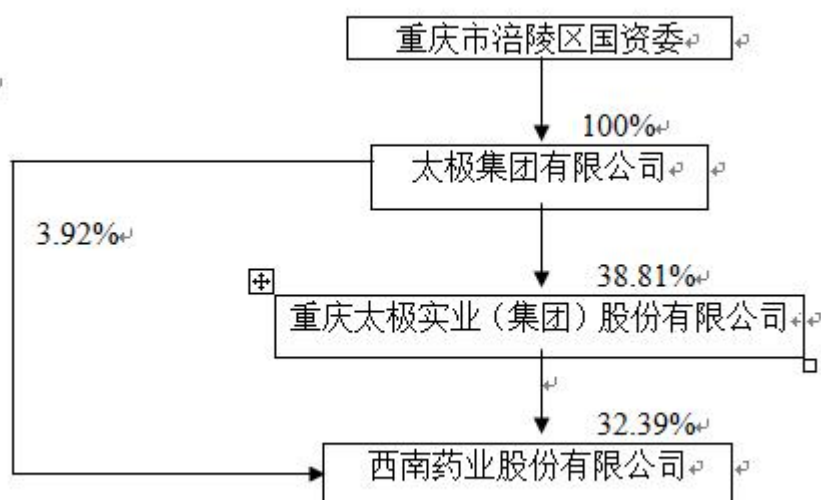 重庆市涪陵区国资委
100%
太极集团有限公司
3.92%
38.81%
重庆太极实业（集团）股份有限公司
32.39%
西南药业股份有限公司